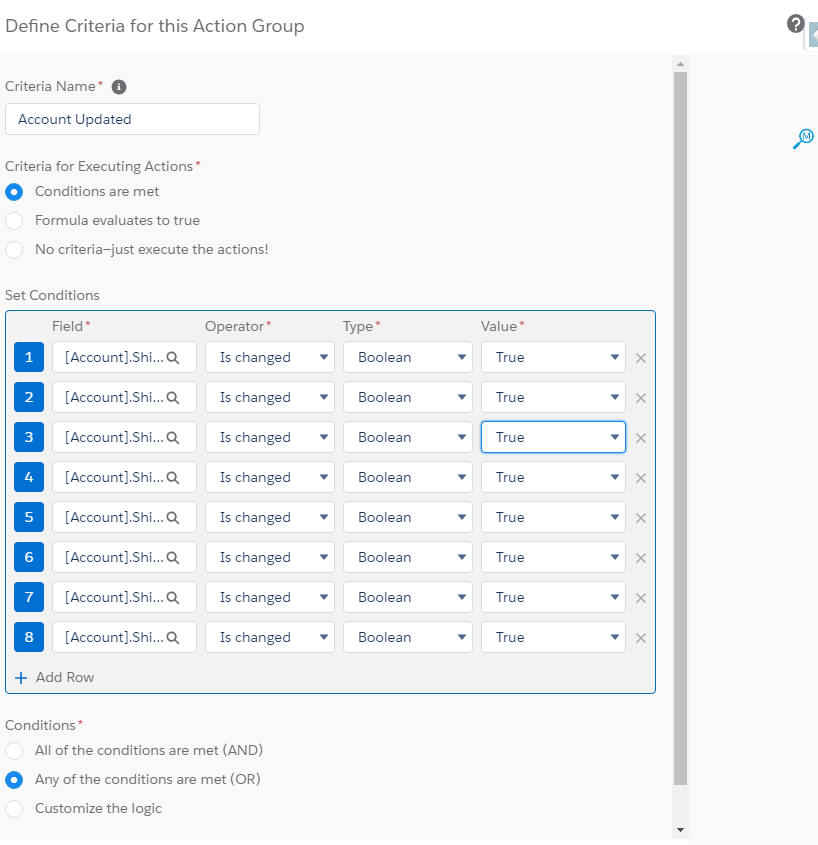 Define Criteria for this Action Group
?
Criteria Name* i
Account Updated
M
Criteria for Executing Actions*
Conditions are met
Formula evaluates to true
No criteria—just execute the actions!
Set Conditions
Field* Operator* Type* Value*
1 [Account].Shi... Is changed Boolean True
2 [Account].Shi... Is changed Boolean True
3 [Account].Shi... Is changed Boolean True
4 [Account].Shi... Is changed Boolean True
5 [Account].Shi... Is changed Boolean True
6 [Account].Shi... Is changed Boolean True
7 [Account].Shi... Is changed Boolean True
8 [Account].Shi... Is changed Boolean True
+ Add Row
Conditions*
All of the conditions are met (AND)
Any of the conditions are met (OR)
Customize the logic